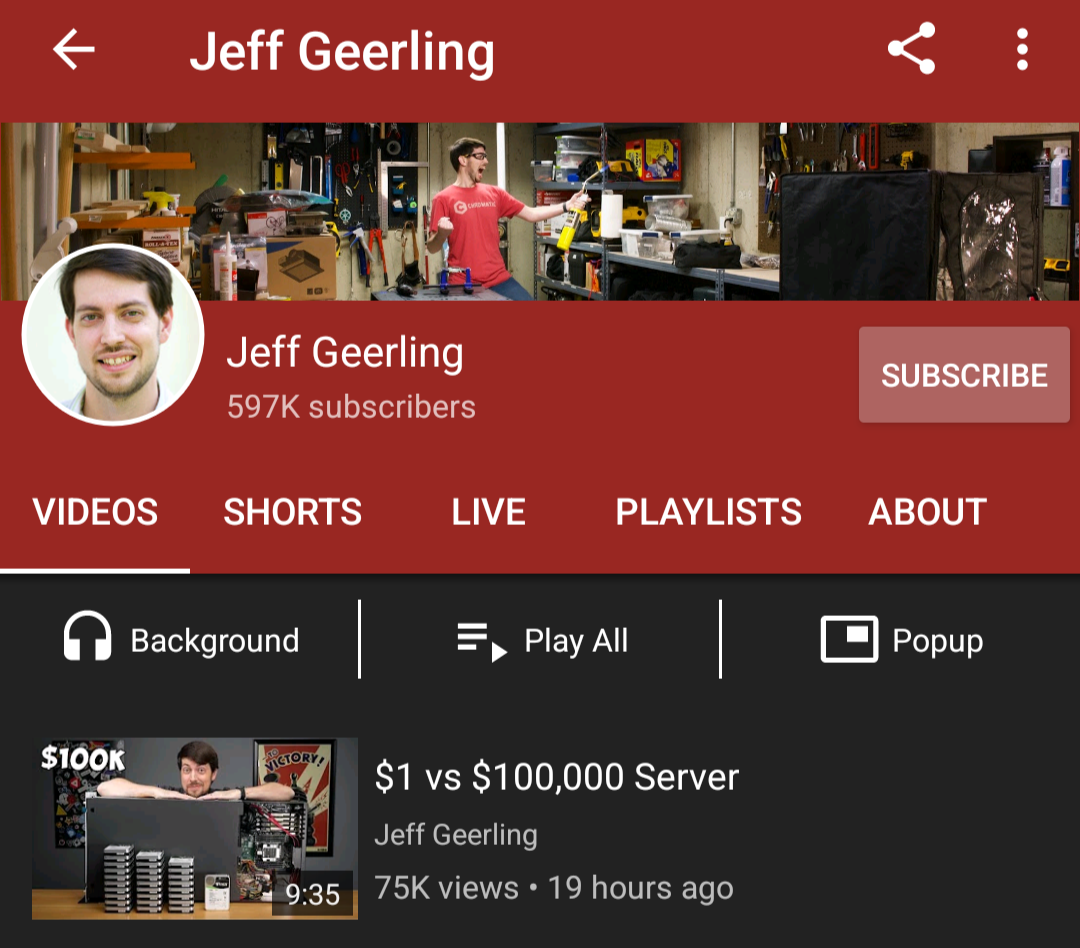 Jeff Geerling
Jeff Geerling
597K subscribers
SUBSCRIBE
VIDEOS SHORTS LIVE PLAYLISTS ABOUT
Background Play All Popup
$100K
VICTORY!
9:35
$1 vs $100,000 Server
Jeff Geerling
75K views • 19 hours ago